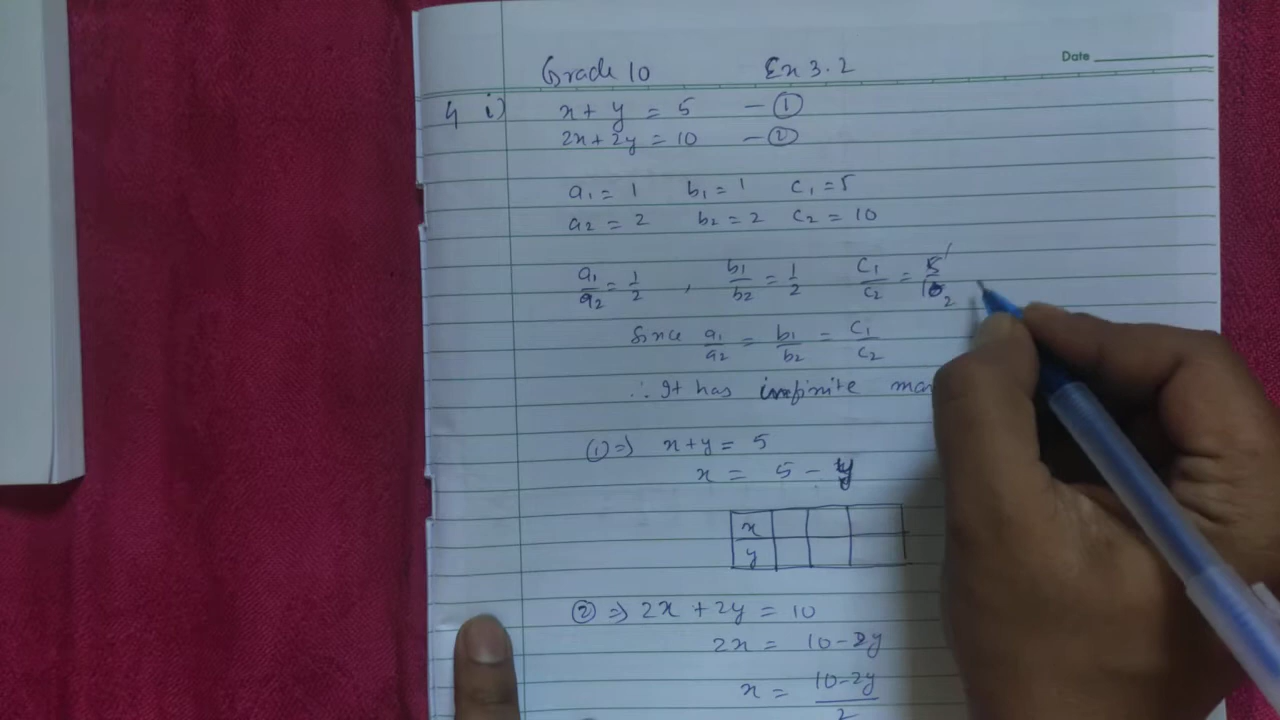 Date
Grade 10 Ex 3.2
4 i) x + y = 5 — ①
2x + 2y = 10 — ②
a₁ = 1 b₁ = 1 c₁ = 5
a₂ = 2 b₂ = 2 c₂ = 10
a₁/a₂ = 1/2 , b₁/b₂ = 1/2 c₁/c₂ = 5 1/10 2
Since a₁/a₂ = b₁/b₂ = c₁/c₂
∴ It has infinite
① ⇒ x + y = 5
x = 5 - y
x
y
② ⇒ 2x + 2y = 10
2x = 10 - 2y
x = 10 - 2y/2